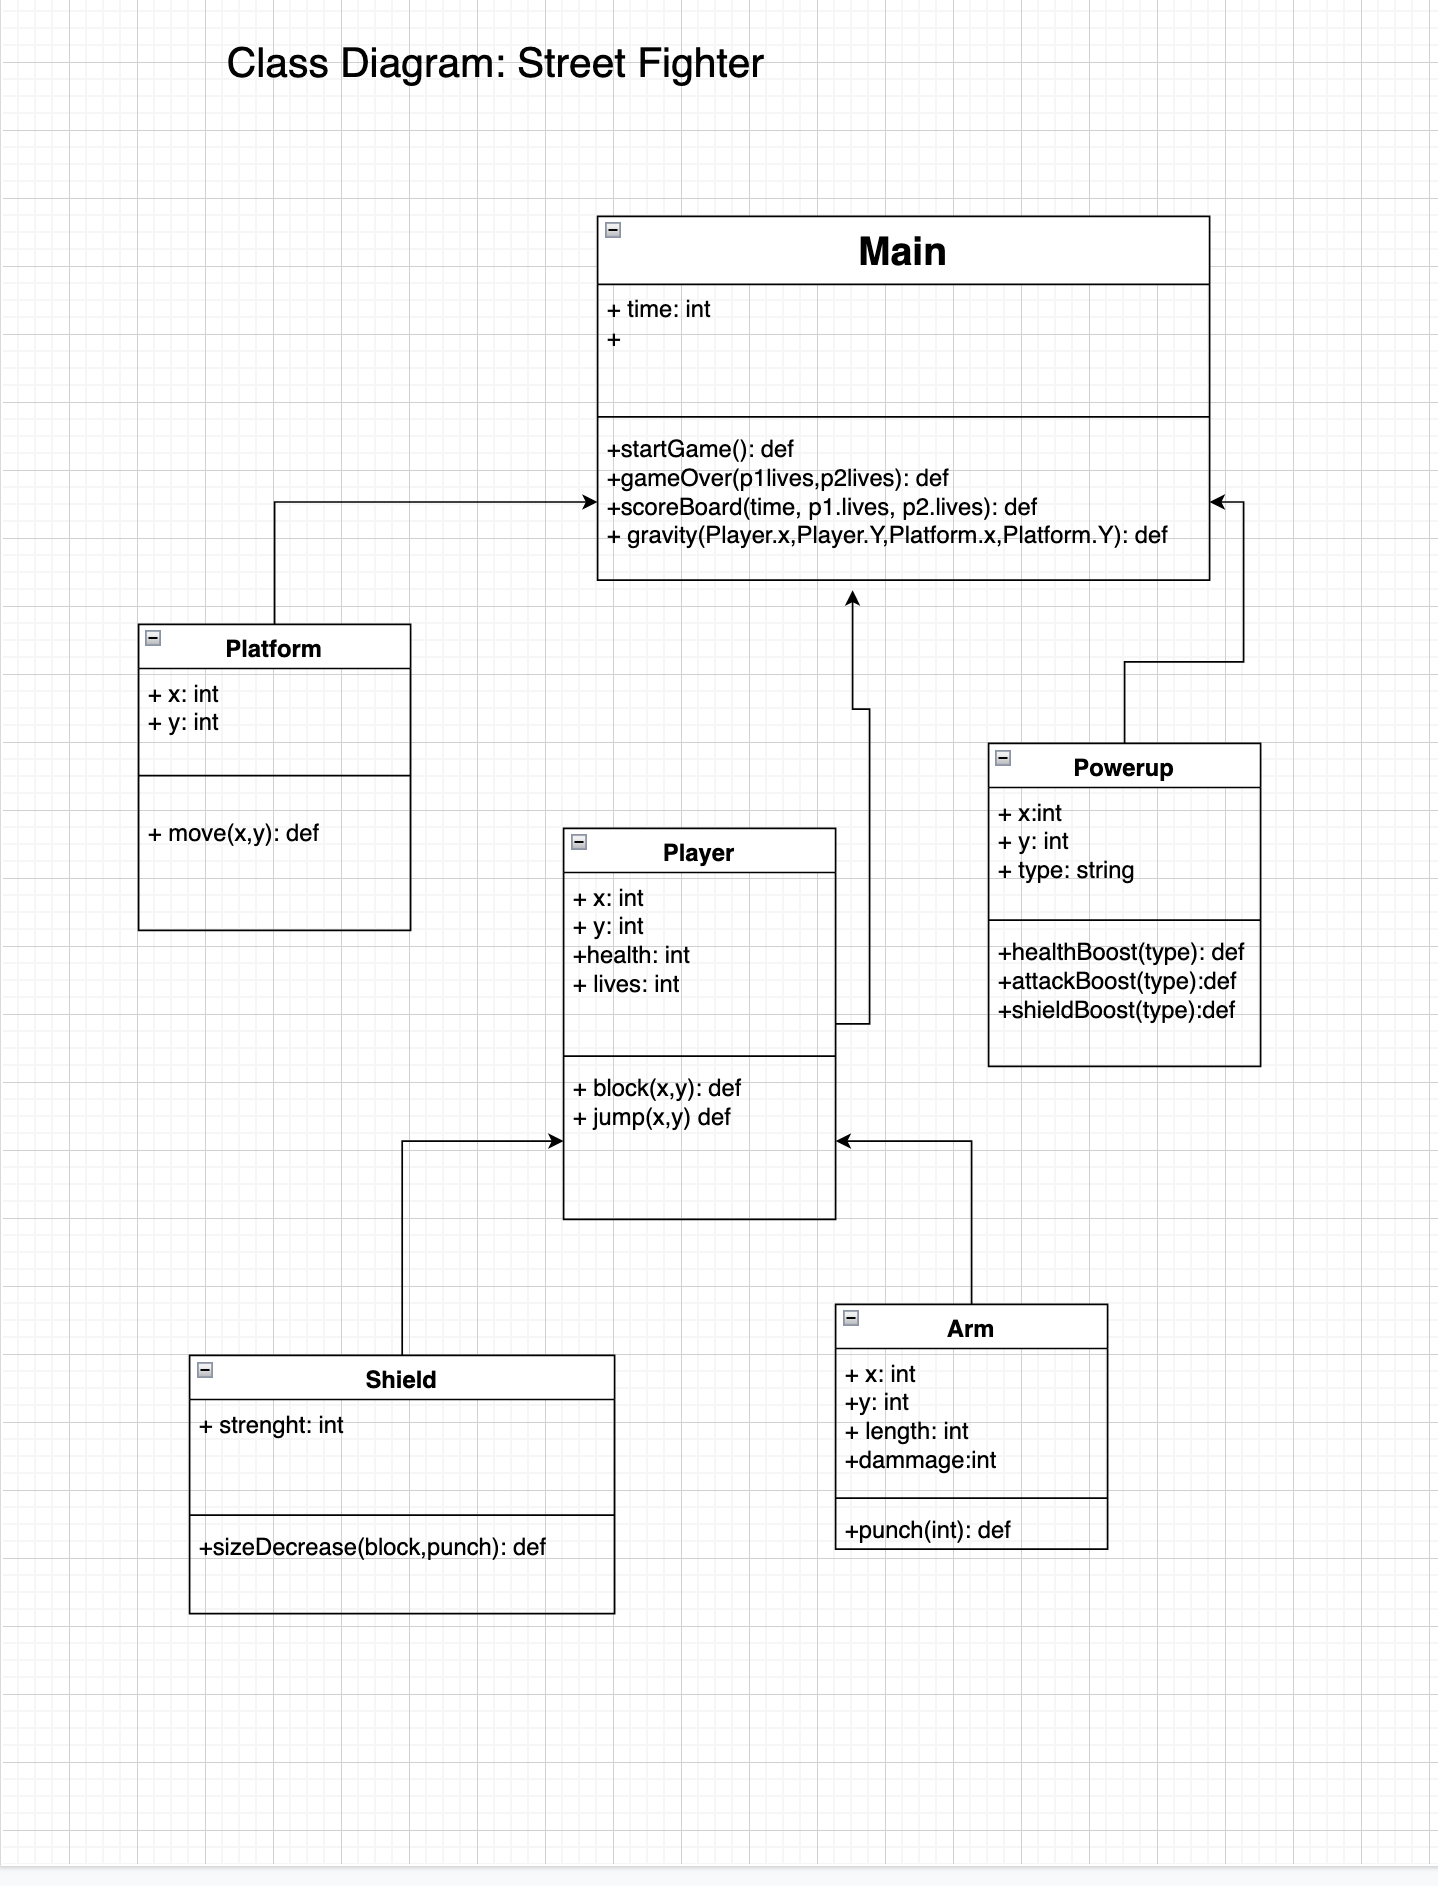 Class Diagram: Street Fighter
Main
+ time: int
+
+startGame(): def
+gameOver(p1lives,p2lives): def
+scoreBoard(time, p1.lives, p2.lives): def
+ gravity(Player.x,Player.Y,Platform.x,Platform.Y): def
Platform
+ x: int
+ y: int
+ move(x,y): def
Powerup
+ x:int
+ y: int
+ type: string
+healthBoost(type): def
+attackBoost(type):def
+shieldBoost(type):def
Player
+ x: int
+ y: int
+health: int
+ lives: int
+ block(x,y): def
+ jump(x,y) def
Shield
+ strenght: int
+sizeDecrease(block,punch): def
Arm
+ x: int
+y: int
+ length: int
+dammage:int
+punch(int): def